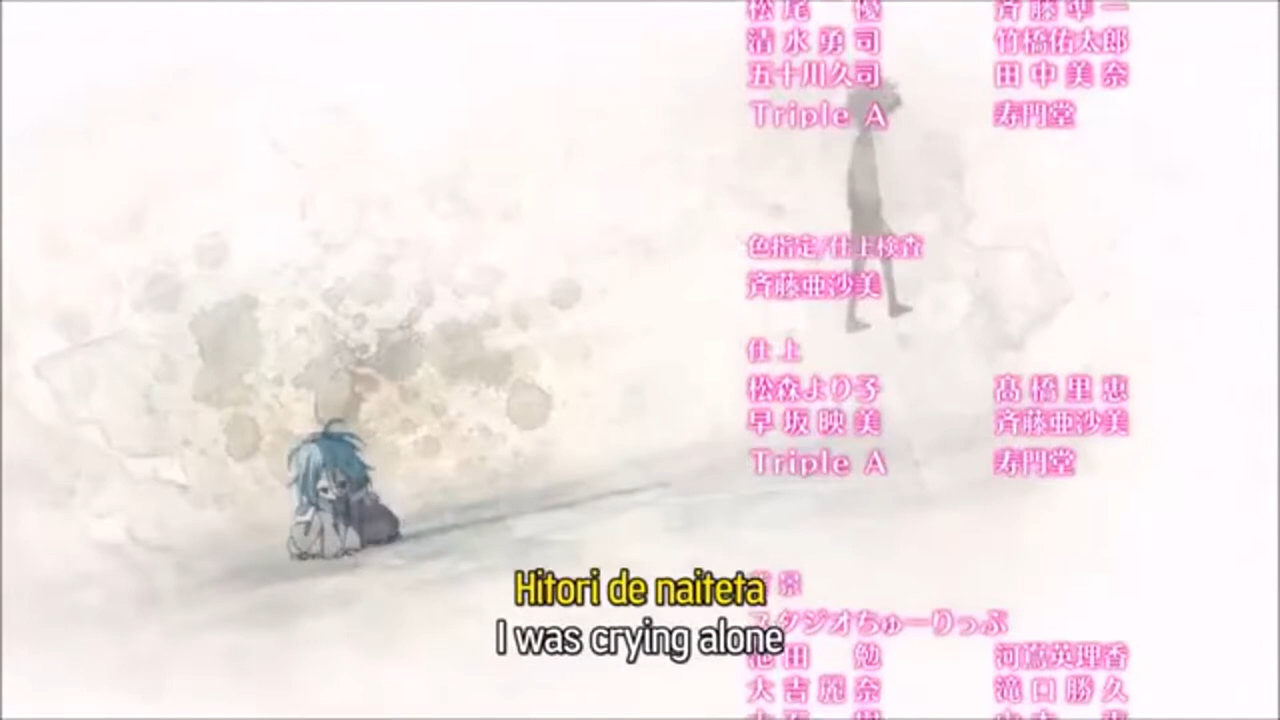 松尾 優 斉藤準一
清水勇司 竹橋佑太郎
五十川久司 田中美奈
Triple A 寿門堂
色指定/仕上検査
斉藤亜沙美
仕上
松森より子 髙橋里恵
早坂映美 斉藤亜沙美
Triple A 寿門堂
Hitori de naiteta
景
スタジオちゅーりっぷ
I was crying alone
池田 勉 河嶌英理香
大吉麗奈 滝口勝久